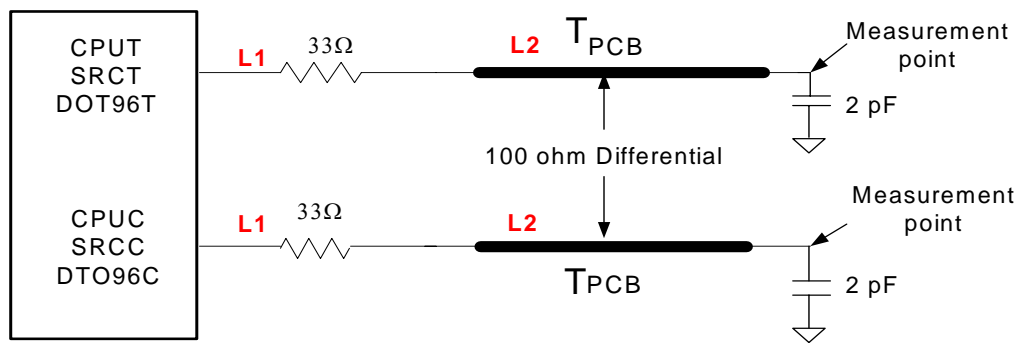 CPUT
SRCT
DOT96T
L1
33Ω
L2
TPCB
Measurement
point
2 pF
100 ohm Differential
CPUC
SRCC
DTO96C
L1
33Ω
L2
TPCB
Measurement
point
2 pF